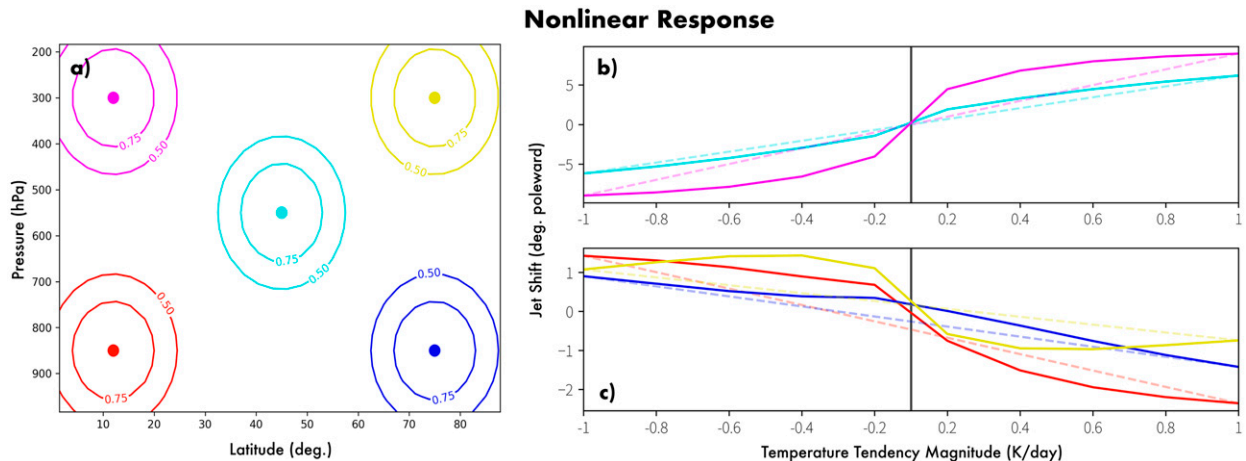 Nonlinear Response
a)
200
300
400
500
600
700
800
900
Pressure (hPa)
10 20 30 40 50 60 70 80
Latitude (deg.)
0.75
0.50
0.75
0.50
0.75
0.50
0.75
0.50
0.75
0.50
b)
5
0
-5
-1 -0.8 -0.6 -0.4 -0.2 0.2 0.4 0.6 0.8 1
Jet Shift (deg. poleward)
c)
1
0
-1
-2
-1 -0.8 -0.6 -0.4 -0.2 0.2 0.4 0.6 0.8 1
Temperature Tendency Magnitude (K/day)